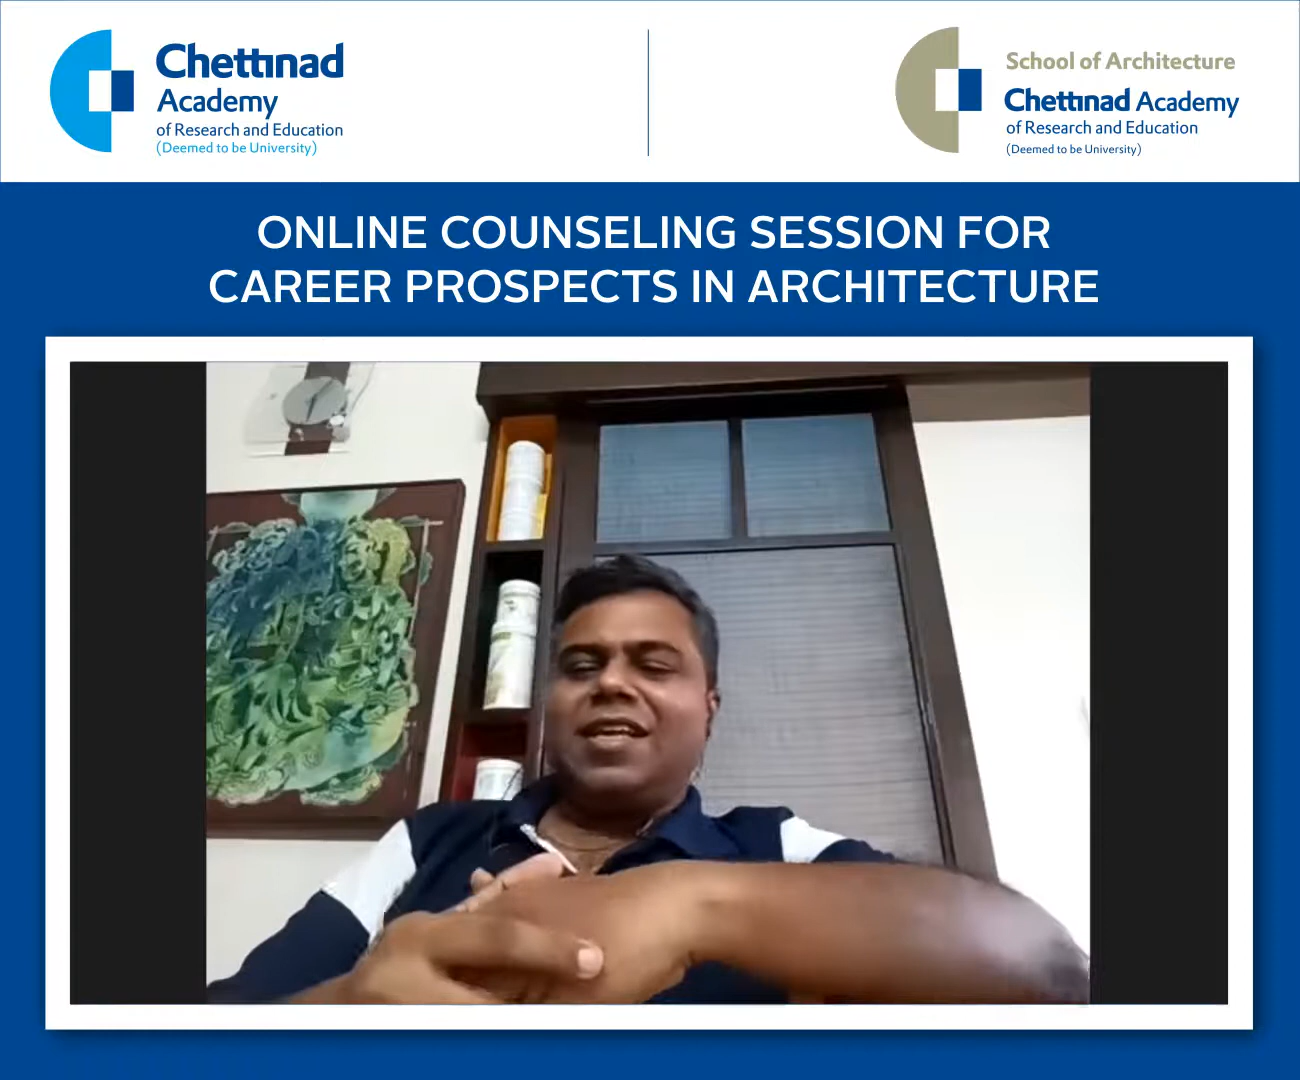 Chettinad
Academy
of Research and Education
(Deemed to be University)
School of Architecture
Chettinad Academy
of Research and Education
(Deemed to be University)
ONLINE COUNSELING SESSION FOR
CAREER PROSPECTS IN ARCHITECTURE